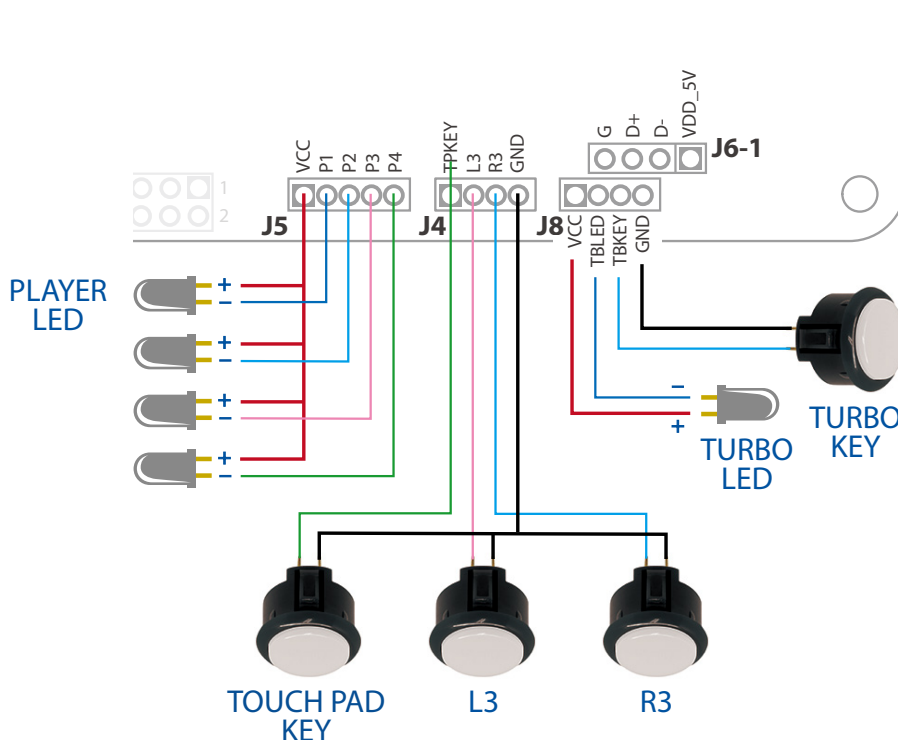 VDD_5V
G
D+
D-
J6-1
VCC
P1
P2
P3
P4
TPKEY
L3
R3
GND
1
2
J5
J4
J8
VCC
TBLED
TBKEY
GND
PLAYER
LED
+
−
+
−
+
−
+
−
−
+
TURBO
LED
TURBO
KEY
TOUCH PAD
KEY
L3
R3